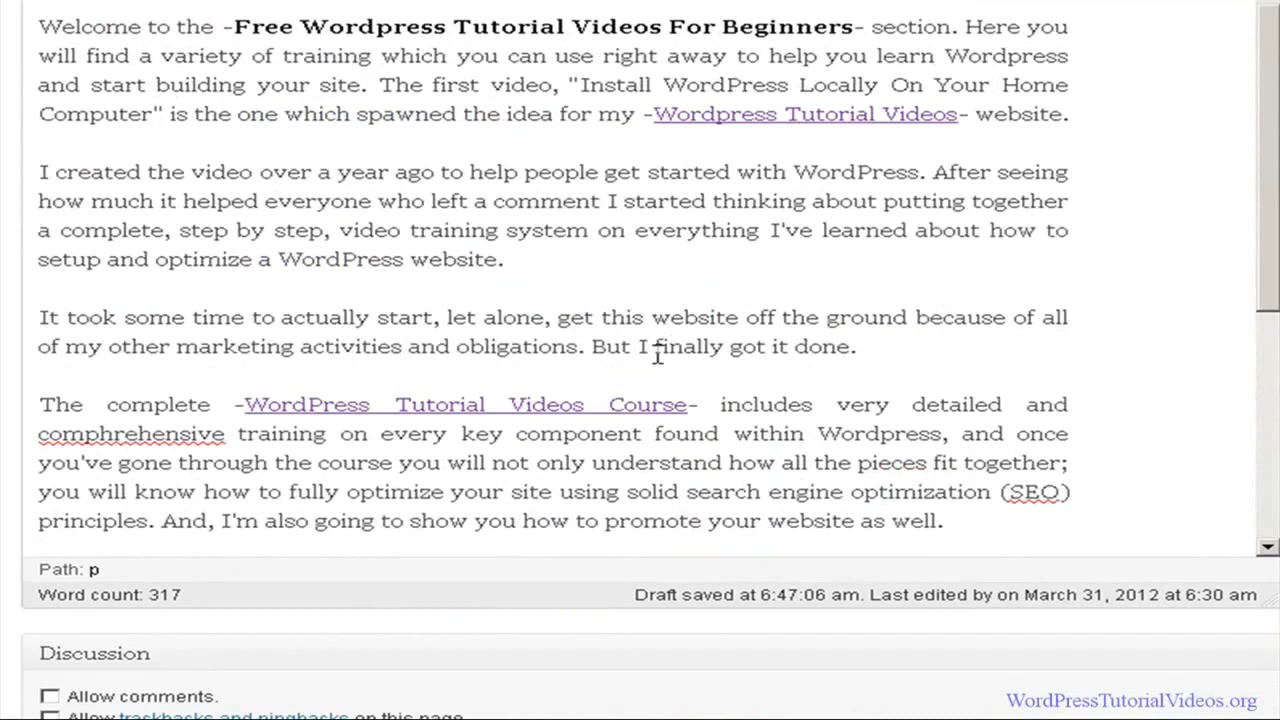 Welcome to the -Free Wordpress Tutorial Videos For Beginners- section. Here you
will find a variety of training which you can use right away to help you learn Wordpress
and start building your site. The first video, "Install WordPress Locally On Your Home
Computer" is the one which spawned the idea for my -Wordpress Tutorial Videos- website.
I created the video over a year ago to help people get started with WordPress. After seeing
how much it helped everyone who left a comment I started thinking about putting together
a complete, step by step, video training system on everything I've learned about how to
setup and optimize a WordPress website.
It took some time to actually start, let alone, get this website off the ground because of all
of my other marketing activities and obligations. But I finally got it done.
The complete -WordPress Tutorial Videos Course- includes very detailed and
comphrehensive training on every key component found within Wordpress, and once
you've gone through the course you will not only understand how all the pieces fit together;
you will know how to fully optimize your site using solid search engine optimization (SEO)
principles. And, I'm also going to show you how to promote your website as well.
Path: p
Word count: 317
Draft saved at 6:47:06 am. Last edited by on March 31, 2012 at 6:30 am
Discussion
Allow comments.
Allow trackbacks and pingbacks on this page.
WordPressTutorialVideos.org